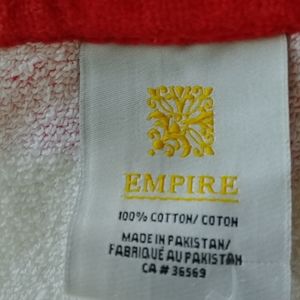 EMPIRE
100% COTTON/ COTON
MADE IN PAKISTAN/
FABRIQUÉ AU PAKISTAN
CA # 36569